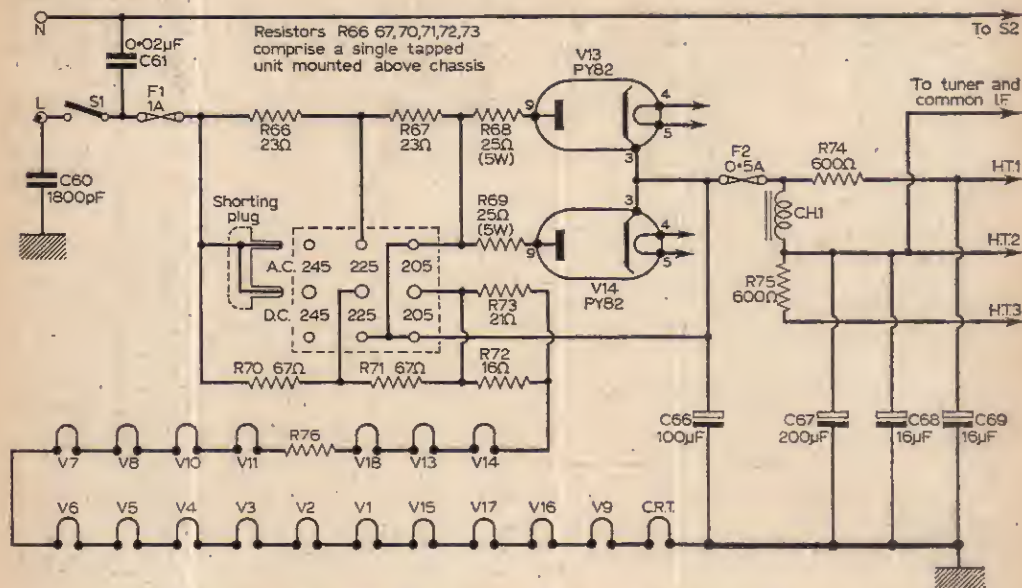 N
To S2
0·02µF
C61
Resistors R66 67,70,71,72,73
comprise a single tapped
unit mounted above chassis
V13
PY82
L
S1
F1
1A
R66
23Ω
R67
23Ω
R68
25Ω
(5W)
9
4
5
3
To tuner and
common I.F.
C60
1800pF
F2
0·5A
R74
600Ω
H.T.1
Shorting
plug
R69
25Ω
(5W)
9
3
4
5
V14
PY82
CH.1
A.C. 245 225 205
H.T.2
D.C. 245 225 205
R73
21Ω
R75
600Ω
H.T.3
R70 67Ω
R71 67Ω
R72
16Ω
C66
100µF
C67
200µF
C68
16µF
C69
16µF
V7 V8 V10 V11 R76 V18 V13 V14
V6 V5 V4 V3 V2 V1 V15 V17 V16 V9 C.R.T.